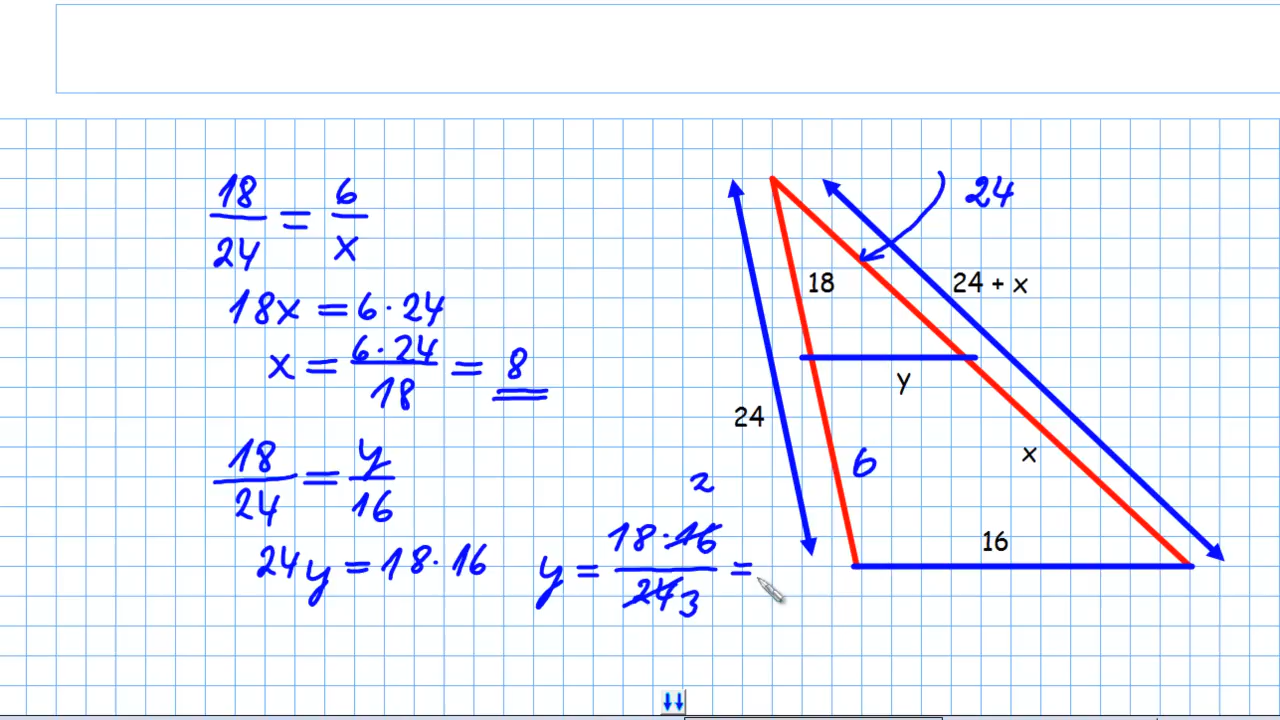 18/24 = 6/x
18x = 6·24
x = 6·24/18 = 8
18/24 = y/16
24y = 18·16
y = 18·16/24 =
2
3
24
18
24 + x
y
24
6
x
16